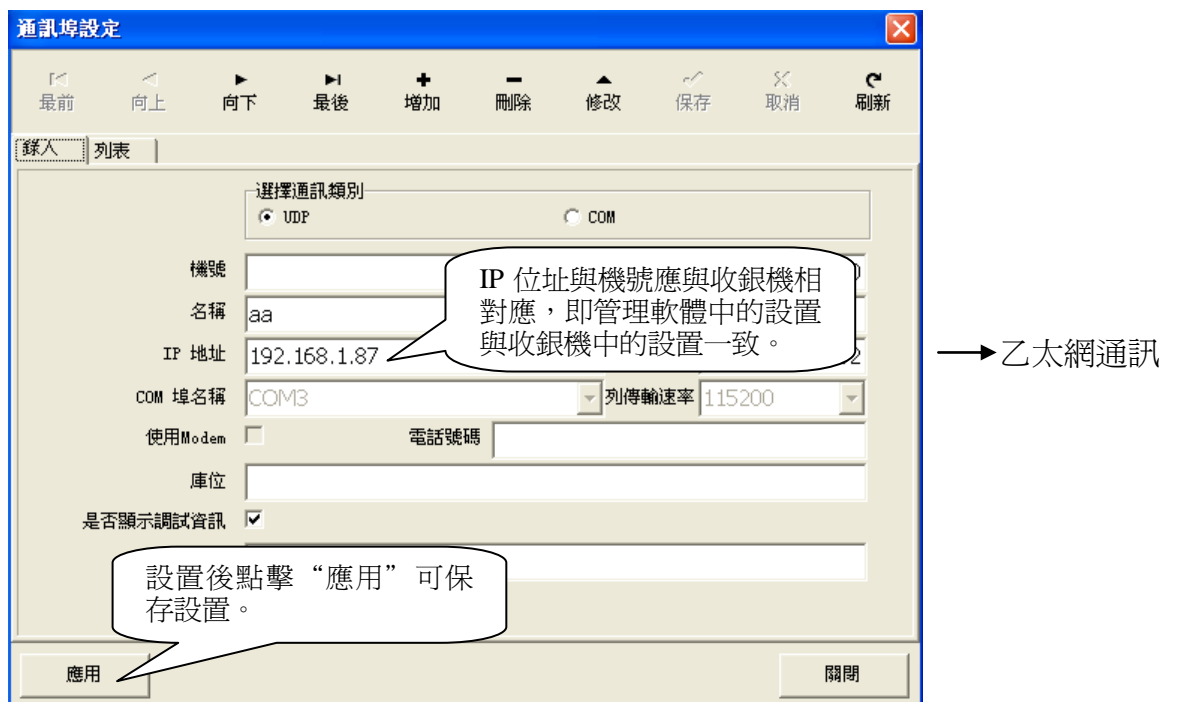 通訊埠設定
最前 向上 向下 最後 增加 刪除 修改 保存 取消 刷新
錄入 列表
選擇通訊類別
UDP COM
機號
IP 位址與機號應與收銀機相
對應，即管理軟體中的設置
與收銀機中的設置一致。
名稱 aa
IP 地址 192.168.1.87
乙太網通訊
COM 埠名稱 COM3 列傳輸速率 115200
使用Modem 電話號碼
庫位
是否顯示調試資訊
設置後點擊“應用”可保
存設置。
應用 關閉